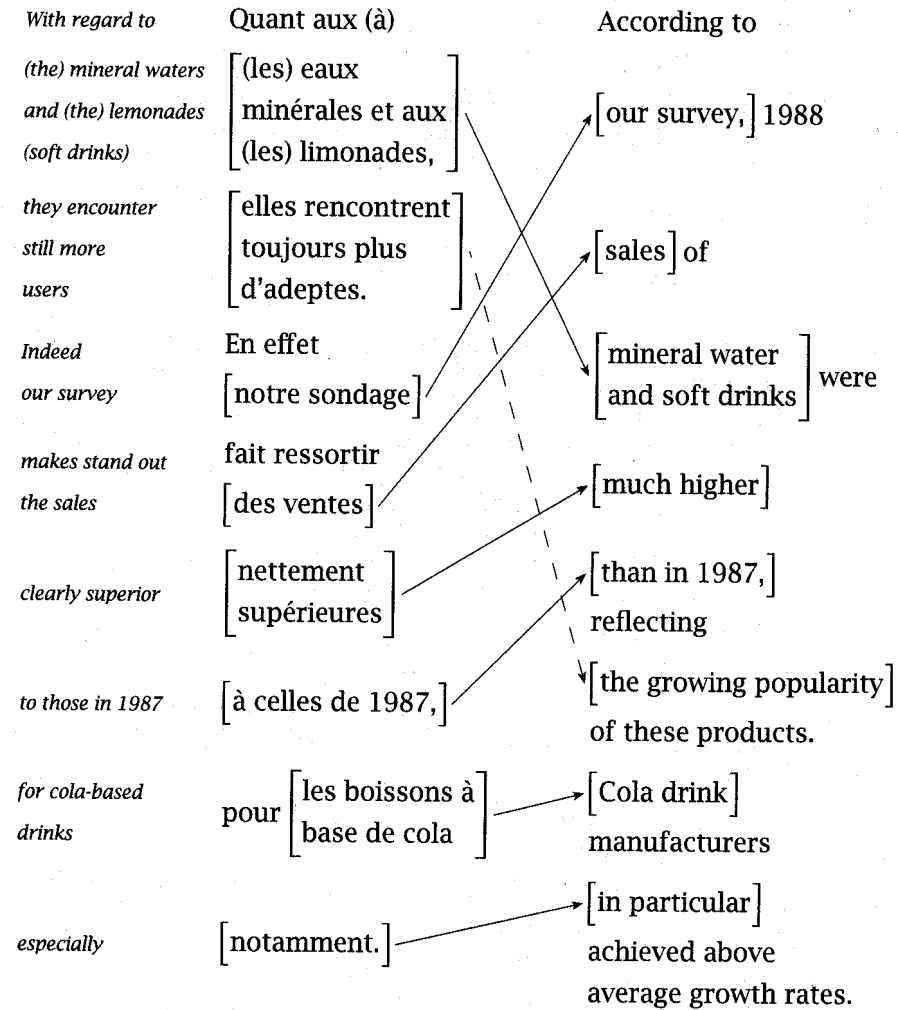 With regard to
(the) mineral waters
and (the) lemonades
(soft drinks)
they encounter
still more
users
Indeed
our survey
makes stand out
the sales
clearly superior
to those in 1987
for cola-based
drinks
especially
Quant aux (à)
[(les) eaux
minérales et aux
(les) limonades,]
[elles rencontrent
toujours plus
d'adeptes.]
En effet
[notre sondage]
fait ressortir
[des ventes]
[nettement
supérieures]
[à celles de 1987,]
pour [les boissons à
base de cola]
[notamment.]
According to
[our survey,] 1988
[sales] of
[mineral water
and soft drinks] were
[much higher]
[than in 1987,]
reflecting
[the growing popularity]
of these products.
[Cola drink]
manufacturers
[in particular]
achieved above
average growth rates.